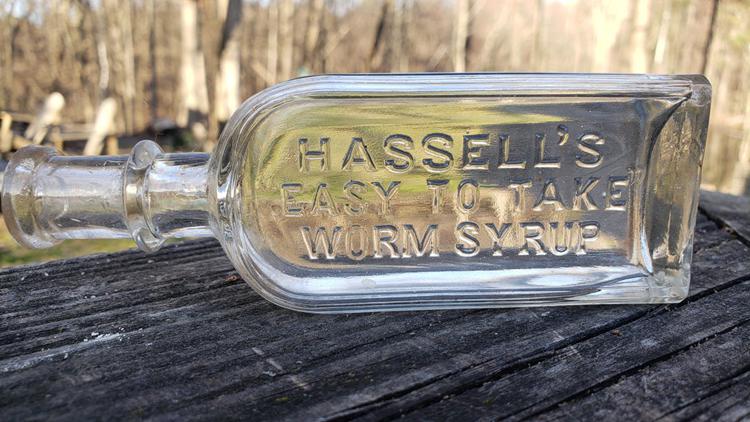 HASSELL'S
EASY TO TAKE
WORM SYRUP